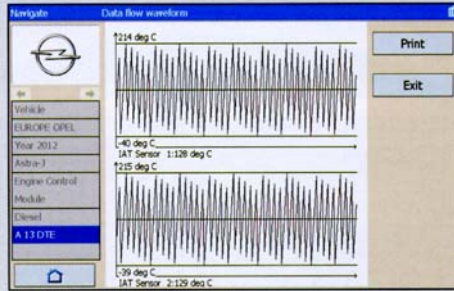 Navigate
Data flow waveform
214 deg C
Print
Exit
-40 deg C
IAT Sensor 1:128 deg C
Vehicle
EUROPE OPEL
Year 2012
Astra-J
Engine Control
Module
Diesel
A 13 DTE
215 deg C
-39 deg C
IAT Sensor 2:129 deg C